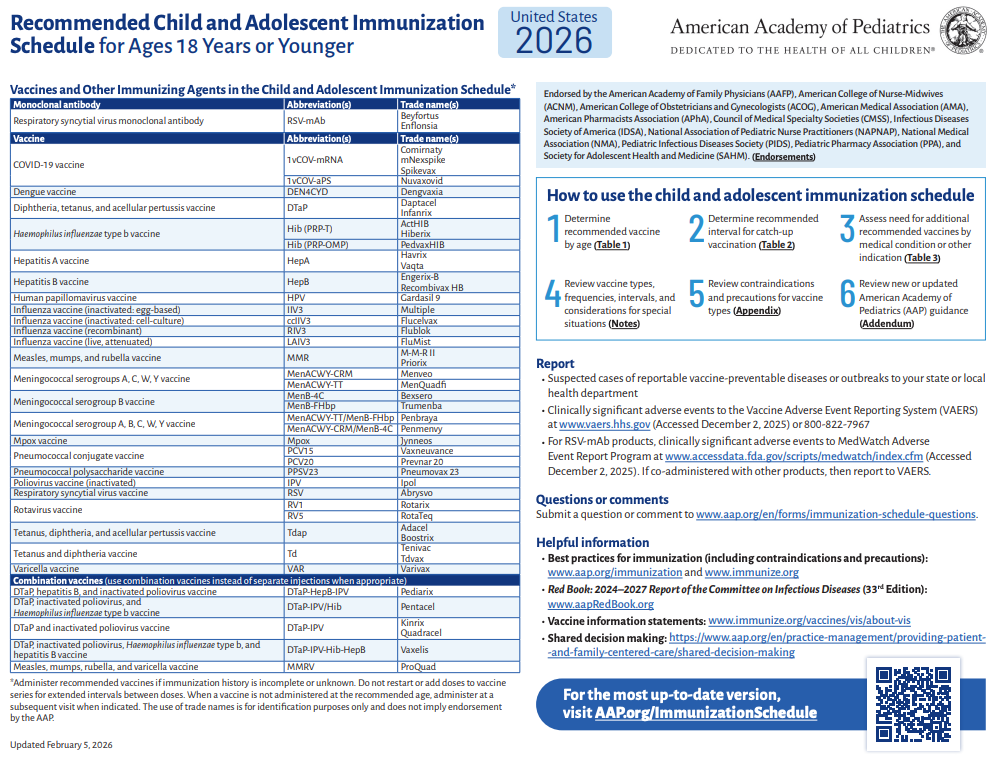 Recommended Child and Adolescent Immunization
Schedule for Ages 18 Years or Younger
United States
2026
American Academy of Pediatrics
DEDICATED TO THE HEALTH OF ALL CHILDREN®
Vaccines and Other Immunizing Agents in the Child and Adolescent Immunization Schedule*
Monoclonal antibody Abbreviation(s) Trade name(s)
Respiratory syncytial virus monoclonal antibody RSV-mAb Beyfortus
Enflonsia
Vaccine Abbreviation(s) Trade name(s)
COVID-19 vaccine 1vCOV-mRNA Comirnaty
mNexspike
Spikevax
1vCOV-aPS Nuvaxovid
Dengue vaccine DEN4CYD Dengvaxia
Diphtheria, tetanus, and acellular pertussis vaccine DTaP Daptacel
Infanrix
Haemophilus influenzae type b vaccine Hib (PRP-T) ActHIB
Hiberix
Hib (PRP-OMP) PedvaxHIB
Hepatitis A vaccine HepA Havrix
Vaqta
Hepatitis B vaccine HepB Engerix-B
Recombivax HB
Human papillomavirus vaccine HPV Gardasil 9
Influenza vaccine (inactivated: egg-based) IIV3 Multiple
Influenza vaccine (inactivated: cell-culture) ccIIV3 Flucelvax
Influenza vaccine (recombinant) RIV3 Flublok
Influenza vaccine (live, attenuated) LAIV3 FluMist
Measles, mumps, and rubella vaccine MMR M-M-R II
Priorix
Meningococcal serogroups A, C, W, Y vaccine MenACWY-CRM Menveo
MenACWY-TT MenQuadfi
Meningococcal serogroup B vaccine MenB-4C Bexsero
MenB-FHbp Trumenba
Meningococcal serogroup A, B, C, W, Y vaccine MenACWY-TT/MenB-FHbp Penbraya
MenACWY-CRM/MenB-4C Penmenvy
Mpox vaccine Mpox Jynneos
Pneumococcal conjugate vaccine PCV15 Vaxneuvance
PCV20 Prevnar 20
Pneumococcal polysaccharide vaccine PPSV23 Pneumovax 23
Poliovirus vaccine (inactivated) IPV Ipol
Respiratory syncytial virus vaccine RSV Abrysvo
Rotavirus vaccine RV1 Rotarix
RV5 RotaTeq
Tetanus, diphtheria, and acellular pertussis vaccine Tdap Adacel
Boostrix
Tetanus and diphtheria vaccine Td Tenivac
Tdvax
Varicella vaccine VAR Varivax
Combination vaccines (use combination vaccines instead of separate injections when appropriate)
DTaP, hepatitis B, and inactivated poliovirus vaccine DTaP-HepB-IPV Pediarix
DTaP, inactivated poliovirus, and
Haemophilus influenzae type b vaccine DTaP-IPV/Hib Pentacel
DTaP and inactivated poliovirus vaccine DTaP-IPV Kinrix
Quadracel
DTaP, inactivated poliovirus, Haemophilus influenzae type b, and
hepatitis B vaccine DTaP-IPV-Hib-HepB Vaxelis
Measles, mumps, rubella, and varicella vaccine MMRV ProQuad
*Administer recommended vaccines if immunization history is incomplete or unknown. Do not restart or add doses to vaccine
series for extended intervals between doses. When a vaccine is not administered at the recommended age, administer at a
subsequent visit when indicated. The use of trade names is for identification purposes only and does not imply endorsement
by the AAP.
Updated February 5, 2026
Endorsed by the American Academy of Family Physicians (AAFP), American College of Nurse-Midwives
(ACNM), American College of Obstetricians and Gynecologists (ACOG), American Medical Association (AMA),
American Pharmacists Association (APhA), Council of Medical Specialty Societies (CMSS), Infectious Diseases
Society of America (IDSA), National Association of Pediatric Nurse Practitioners (NAPNAP), National Medical
Association (NMA), Pediatric Infectious Diseases Society (PIDS), Pediatric Pharmacy Association (PPA), and
Society for Adolescent Health and Medicine (SAHM). (Endorsements)
How to use the child and adolescent immunization schedule
1 Determine
recommended vaccine
by age (Table 1)
2 Determine recommended
interval for catch-up
vaccination (Table 2)
3 Assess need for additional
recommended vaccines by
medical condition or other
indication (Table 3)
4 Review vaccine types,
frequencies, intervals, and
considerations for special
situations (Notes)
5 Review contraindications
and precautions for vaccine
types (Appendix)
6 Review new or updated
American Academy of
Pediatrics (AAP) guidance
(Addendum)
Report
• Suspected cases of reportable vaccine-preventable diseases or outbreaks to your state or local
health department
• Clinically significant adverse events to the Vaccine Adverse Event Reporting System (VAERS)
at www.vaers.hhs.gov (Accessed December 2, 2025) or 800-822-7967
• For RSV-mAb products, clinically significant adverse events to MedWatch Adverse
Event Report Program at www.accessdata.fda.gov/scripts/medwatch/index.cfm (Accessed
December 2, 2025). If co-administered with other products, then report to VAERS.
Questions or comments
Submit a question or comment to www.aap.org/en/forms/immunization-schedule-questions.
Helpful information
• Best practices for immunization (including contraindications and precautions):
www.aap.org/immunization and www.immunize.org
• Red Book: 2024–2027 Report of the Committee on Infectious Diseases (33rd Edition):
www.aapRedBook.org
• Vaccine information statements: www.immunize.org/vaccines/vis/about-vis
• Shared decision making: https://www.aap.org/en/practice-management/providing-patient-
-and-family-centered-care/shared-decision-making
For the most up-to-date version,
visit AAP.org/ImmunizationSchedule